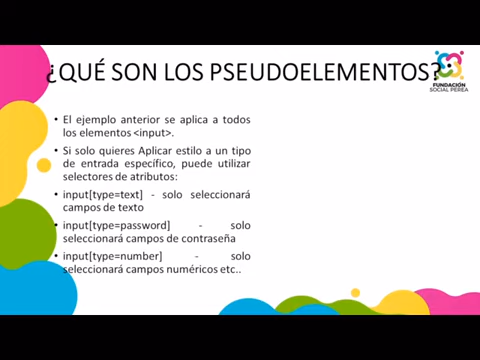 ¿QUÉ SON LOS PSEUDOELEMENTOS?
FUNDACIÓN
SOCIAL PEREA
• El ejemplo anterior se aplica a todos
los elementos <input>.
• Si solo quieres Aplicar estilo a un tipo
de entrada específico, puede utilizar
selectores de atributos:
• input[type=text] - solo seleccionará
campos de texto
• input[type=password] - solo
seleccionará campos de contraseña
• input[type=number] - solo
seleccionará campos numéricos etc..